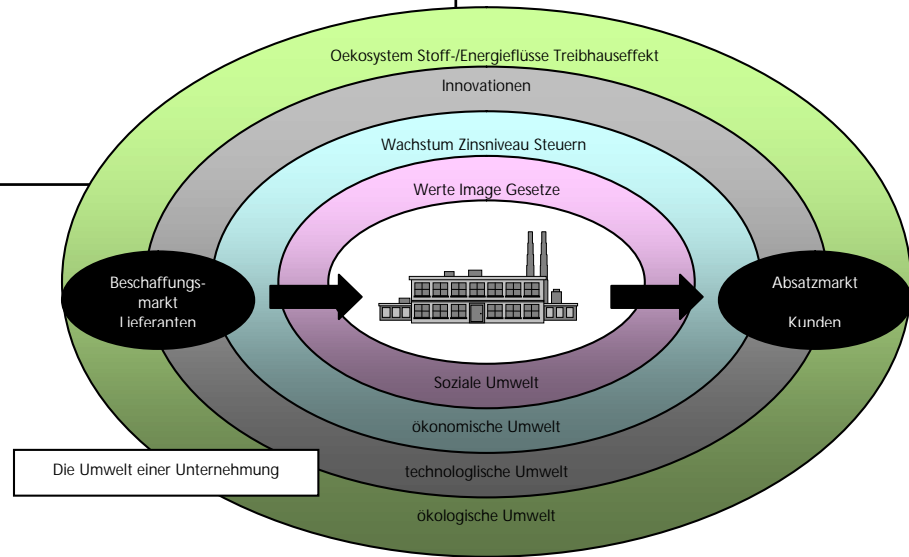 Oekosystem Stoff-/Energieflüsse Treibhauseffekt
Innovationen
Wachstum Zinsniveau Steuern
Werte Image Gesetze
Beschaffungs-
markt
Lieferanten
Absatzmarkt
Kunden
Soziale Umwelt
ökonomische Umwelt
technologlische Umwelt
ökologische Umwelt
Die Umwelt einer Unternehmung